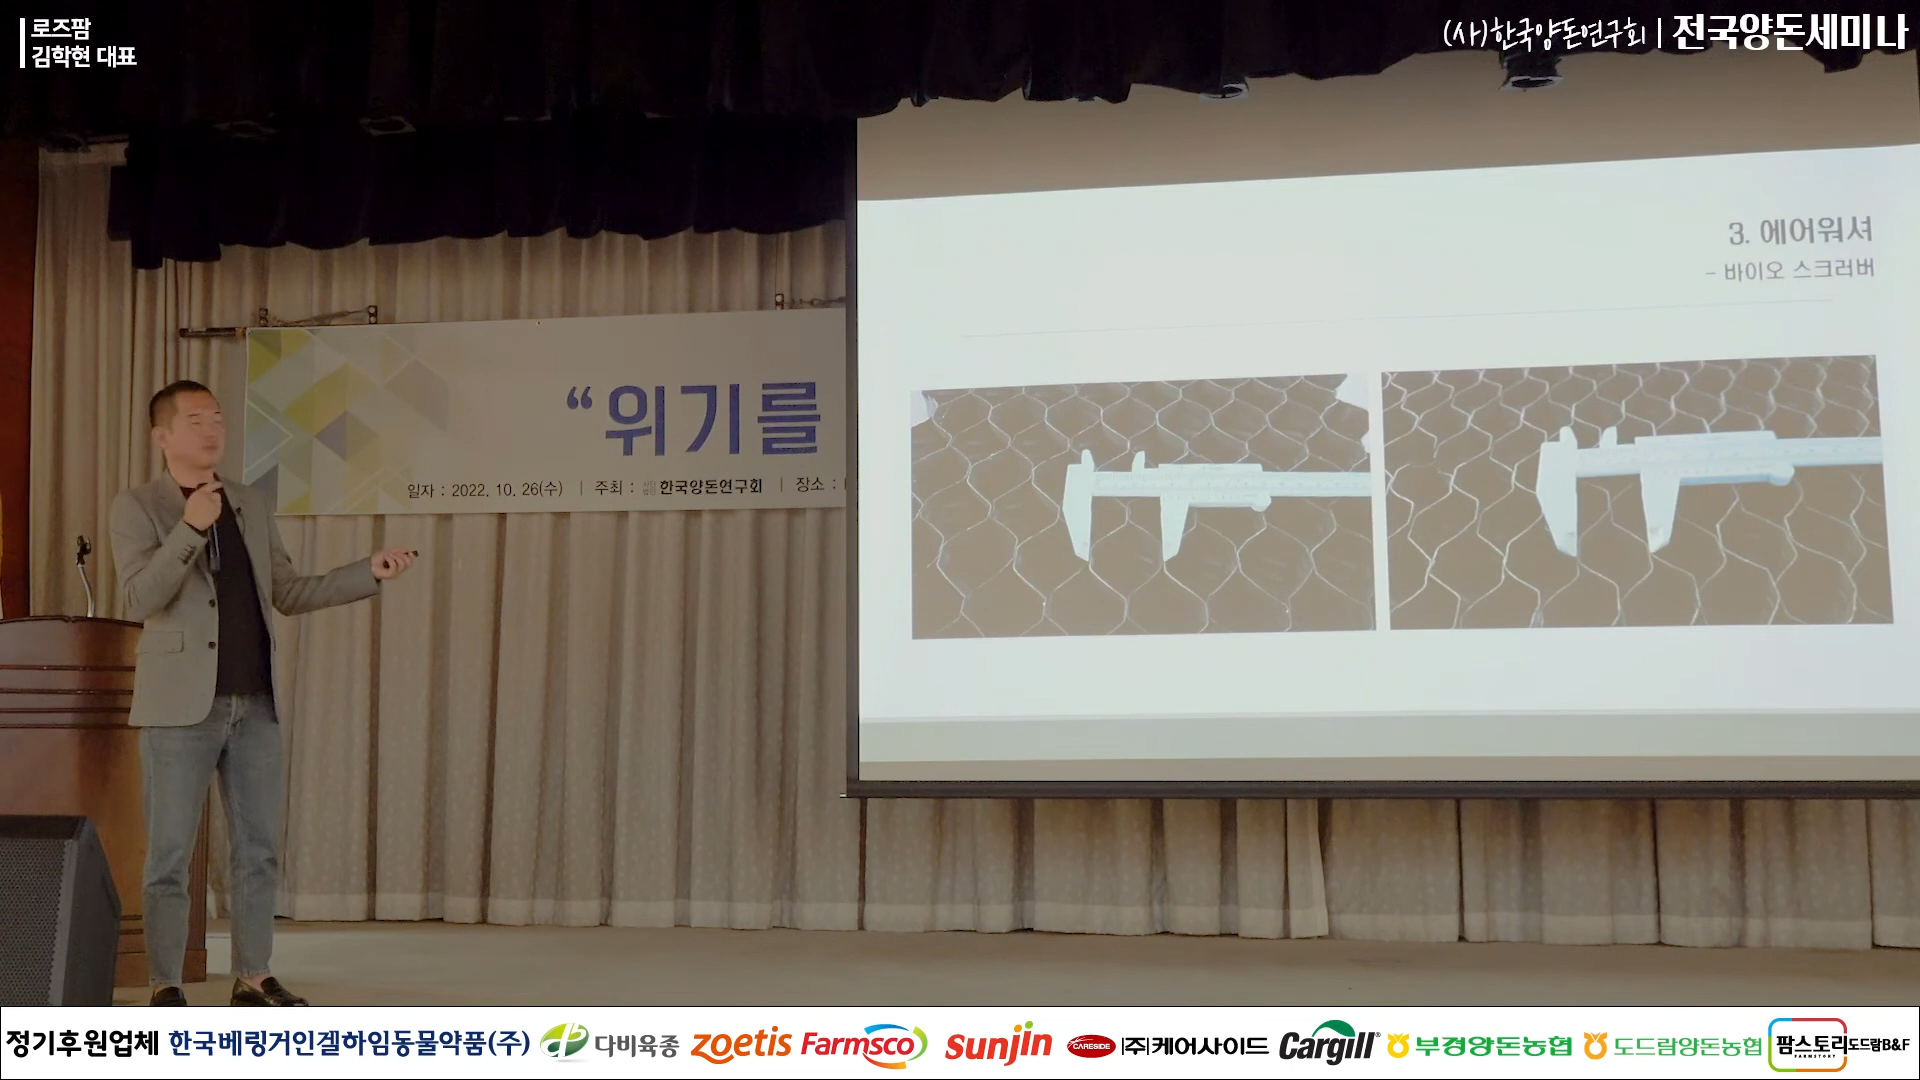 로즈팜
김학현 대표
(사)한국양돈연구회 | 전국양돈세미나
3. 에어워셔
- 바이오 스크러버
“위기를
일자 : 2022. 10. 26(수) | 주최 : 한국양돈연구회 | 장소 :
정기후원업체 한국베링거인겔하임동물약품(주) 다비육종 zoetis Farmsco sunjin CARESIDE (주)케어사이드 Cargill® 부경양돈농협 도드람양돈농협 팜스토리 FARMSTORY 도드람B&F